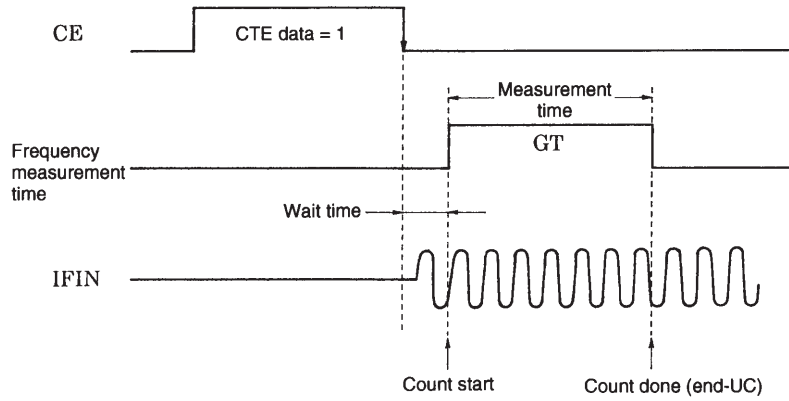 CE
CTE data = 1
Measurement
time
GT
Frequency
measurement
time
Wait time
IFIN
Count start
Count done (end-UC)